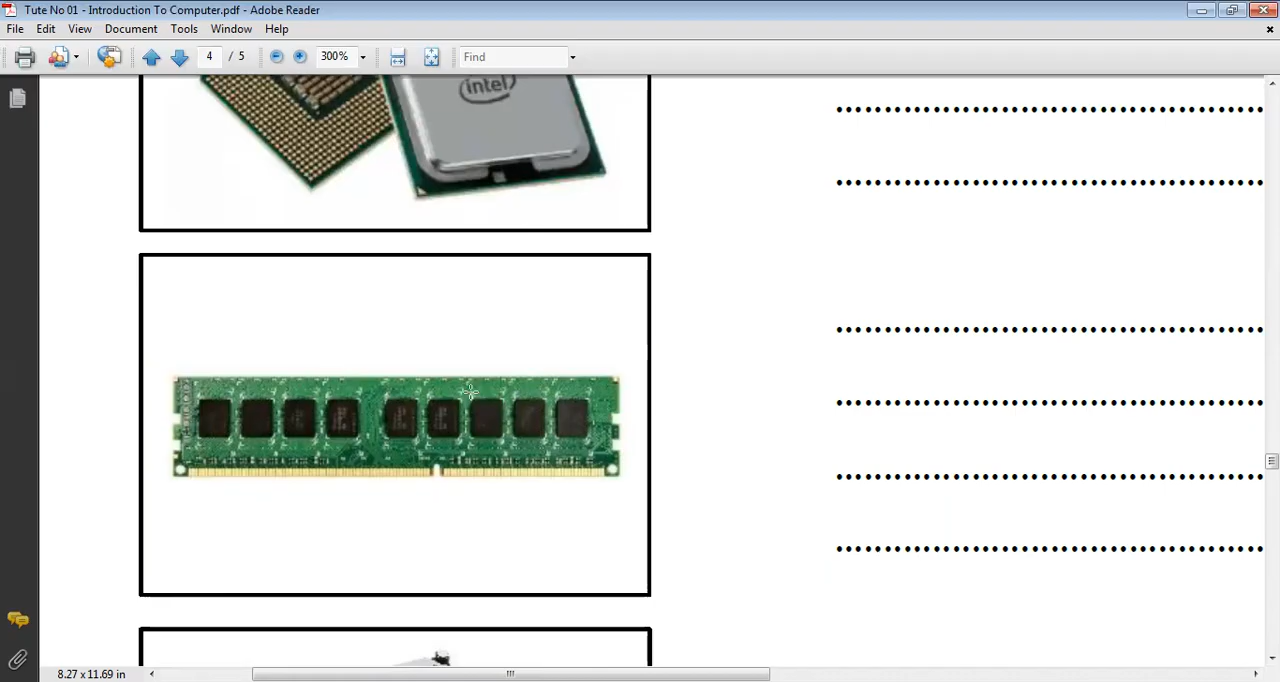 Tute No 01 - Introduction To Computer.pdf - Adobe Reader
File Edit View Document Tools Window Help
4 / 5 300% Find
intel
8.27 x 11.69 in